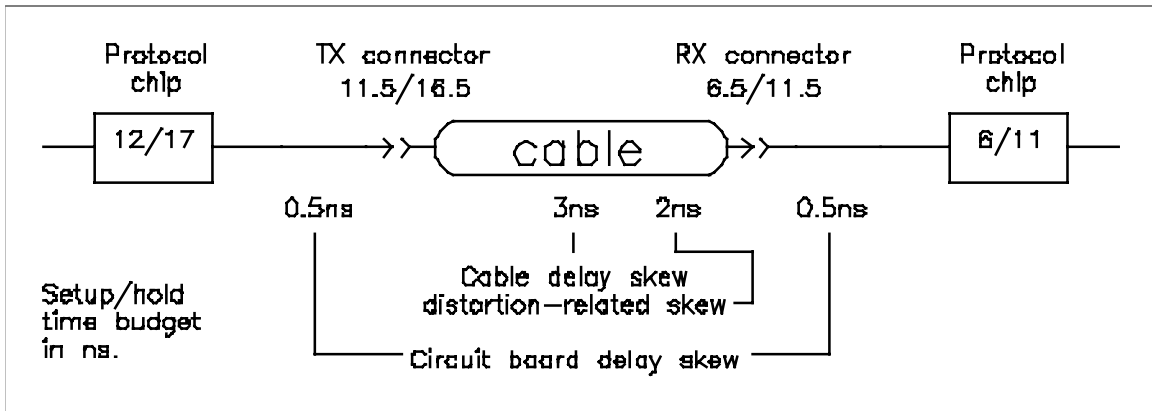 Protocol
chip
TX connector
11.5/16.5
RX connector
6.5/11.5
Protocol
chip
12/17
cable
6/11
0.5ns
3ns
2ns
0.5ns
Cable delay skew
distortion-related skew
Setup/hold
time budget
in ns.
Circuit board delay skew